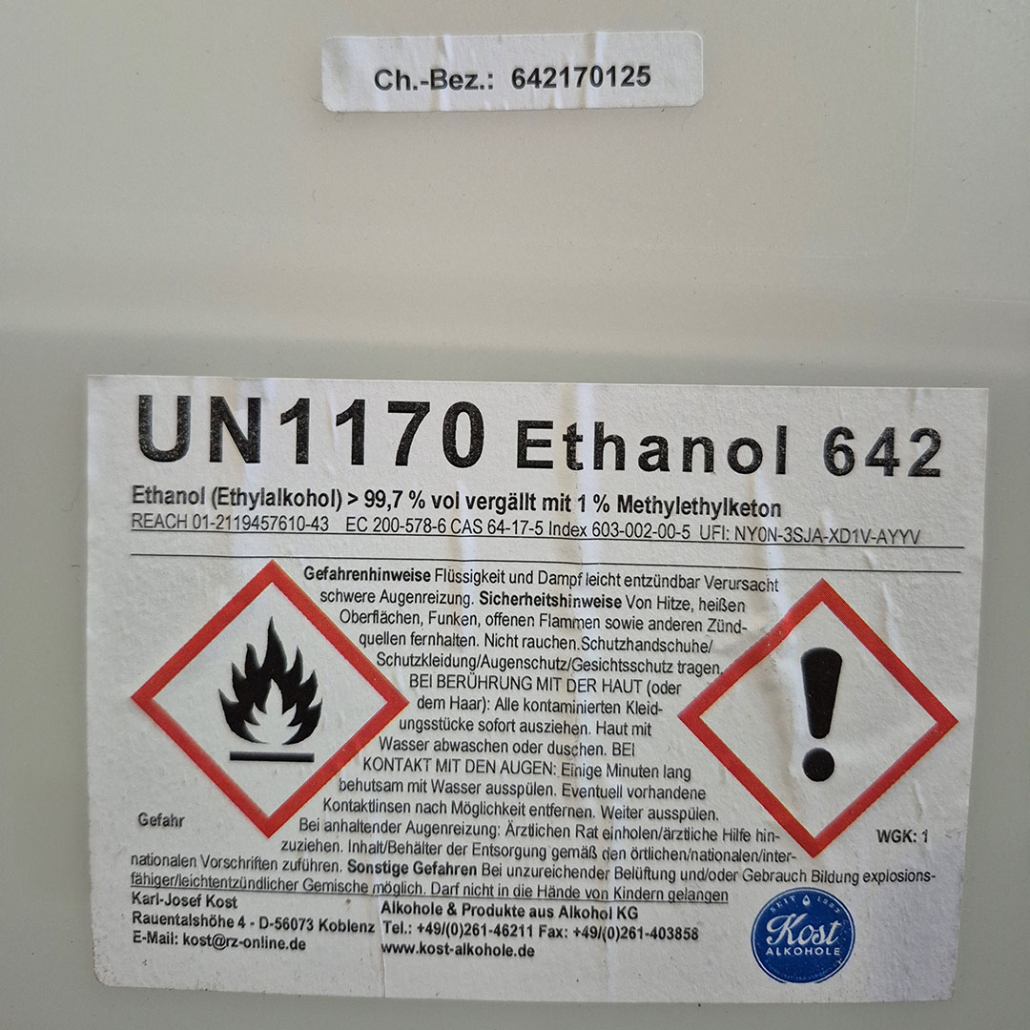 Ch.-Bez.: 642170125
UN1170 Ethanol 642
Ethanol (Ethylalkohol) > 99,7 % vol vergällt mit 1 % Methylethylketon
REACH 01-2119457610-43 EC 200-578-6 CAS 64-17-5 Index 603-002-00-5 UFI: NY0N-3SJA-XD1V-AYYV
Gefahrenhinweise Flüssigkeit und Dampf leicht entzündbar Verursacht
schwere Augenreizung. Sicherheitshinweise Von Hitze, heißen
Oberflächen, Funken, offenen Flammen sowie anderen Zünd-
quellen fernhalten. Nicht rauchen.Schutzhandschuhe/
Schutzkleidung/Augenschutz/Gesichtsschutz tragen.
BEI BERÜHRUNG MIT DER HAUT (oder
dem Haar): Alle kontaminierten Kleid-
ungsstücke sofort ausziehen. Haut mit
Wasser abwaschen oder duschen. BEI
KONTAKT MIT DEN AUGEN: Einige Minuten lang
behutsam mit Wasser ausspülen. Eventuell vorhandene
Kontaktlinsen nach Möglichkeit entfernen. Weiter ausspülen.
Gefahr
Bei anhaltender Augenreizung: Ärztlichen Rat einholen/ärztliche Hilfe hin-
WGK: 1
zuziehen. Inhalt/Behälter der Entsorgung gemäß den örtlichen/nationalen/inter-
nationalen Vorschriften zuführen. Sonstige Gefahren Bei unzureichender Belüftung und/oder Gebrauch Bildung explosions-
fähiger/leichtentzündlicher Gemische möglich. Darf nicht in die Hände von Kindern gelangen
Karl-Josef Kost Alkohole & Produkte aus Alkohol KG
Rauentalshöhe 4 - D-56073 Koblenz Tel.: +49/(0)261-46211 Fax: +49/(0)261-403858
E-Mail: kost@rz-online.de www.kost-alkohole.de
SEIT
Kost
ALKOHOLE